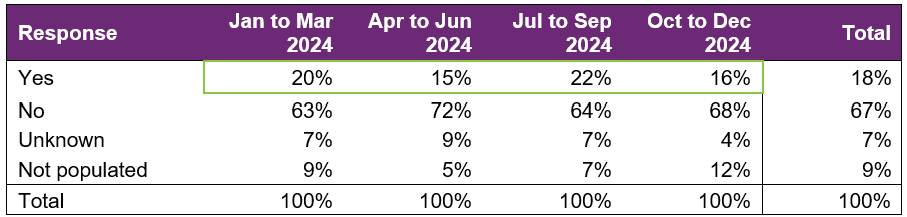 Response Jan to Mar 2024 Apr to Jun 2024 Jul to Sep 2024 Oct to Dec 2024 Total
Yes 20% 15% 22% 16% 18%
No 63% 72% 64% 68% 67%
Unknown 7% 9% 7% 4% 7%
Not populated 9% 5% 7% 12% 9%
Total 100% 100% 100% 100% 100%